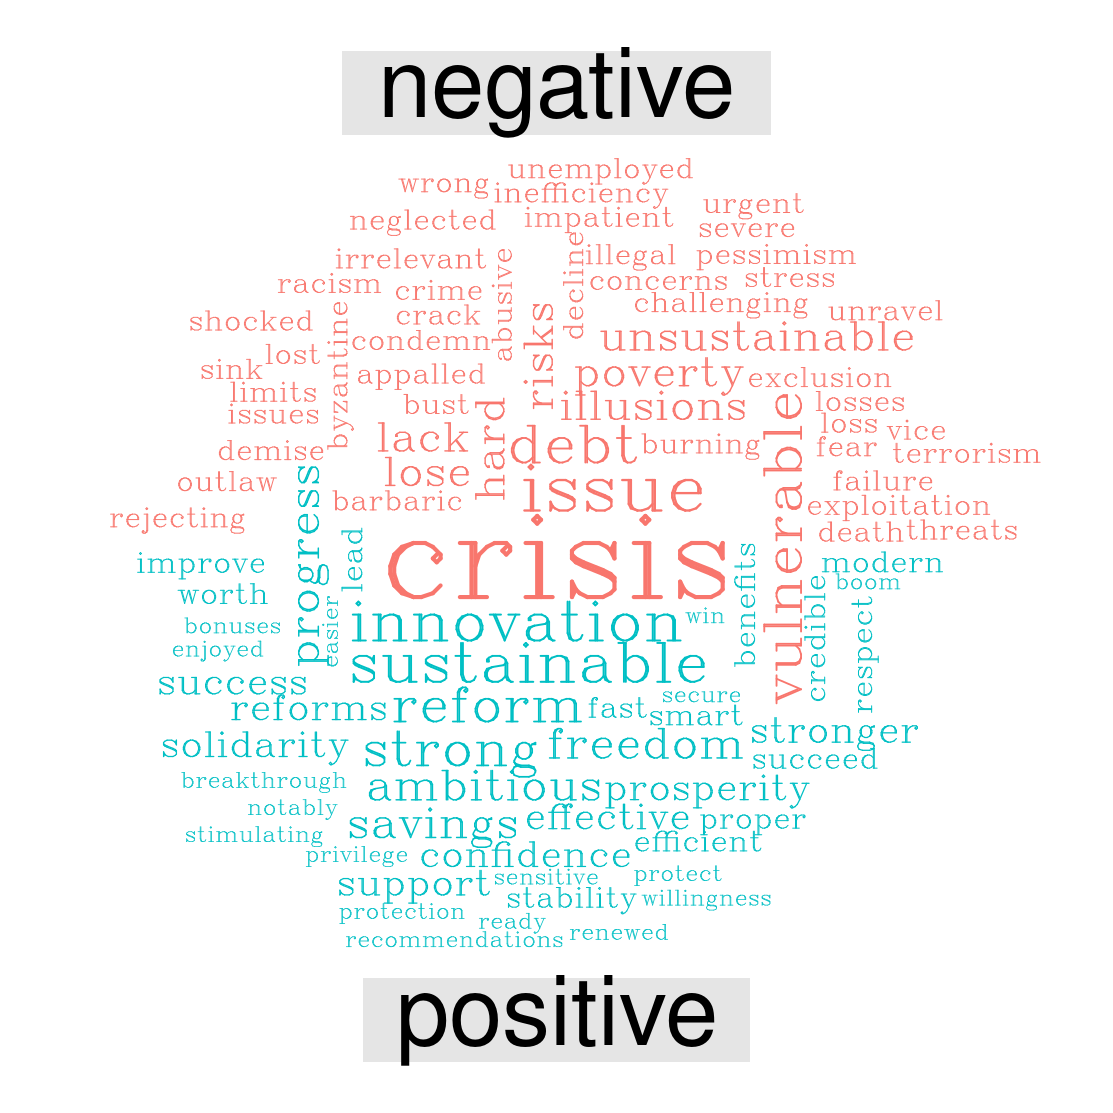 negative
unemployed
wrong
inefficiency
urgent
neglected
impatient
severe
irrelevant
abusive
decline
illegal
pessimism
racism
crime
concerns
stress
challenging
shocked
crack
byzantine
risks
unravel
lost
condemn
unsustainable
sink
appalled
poverty
exclusion
limits
issues
bust
hard
illusions
vulnerable
losses
lack
debt
burning
loss
vice
demise
fear
terrorism
outlaw
progress
lose
issue
failure
rejecting
barbaric
exploitation
death
threats
crisis
improve
lead
benefits
modern
worth
boom
bonuses
easier
innovation
win
credible
respect
enjoyed
sustainable
success
secure
reforms
reform
fast
smart
solidarity
strong
freedom
stronger
succeed
breakthrough
ambitious
prosperity
notably
savings
effective
proper
stimulating
efficient
privilege
confidence
support
sensitive
protect
stability
willingness
protection
ready
recommendations
renewed
positive